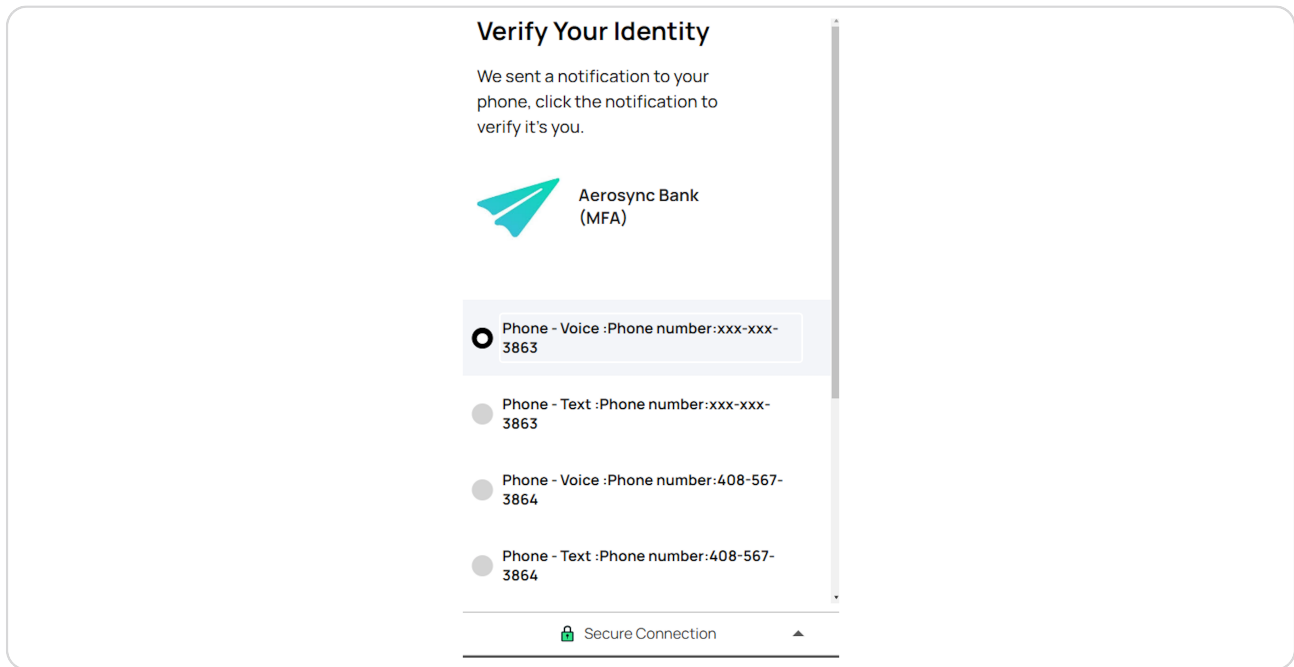 Verify Your Identity
We sent a notification to your
phone, click the notification to
verify it's you.
Aerosync Bank
(MFA)
Phone - Voice :Phone number:xxx-xxx-
3863
Phone - Text :Phone number:xxx-xxx-
3863
Phone - Voice :Phone number:408-567-
3864
Phone - Text :Phone number:408-567-
3864
Secure Connection